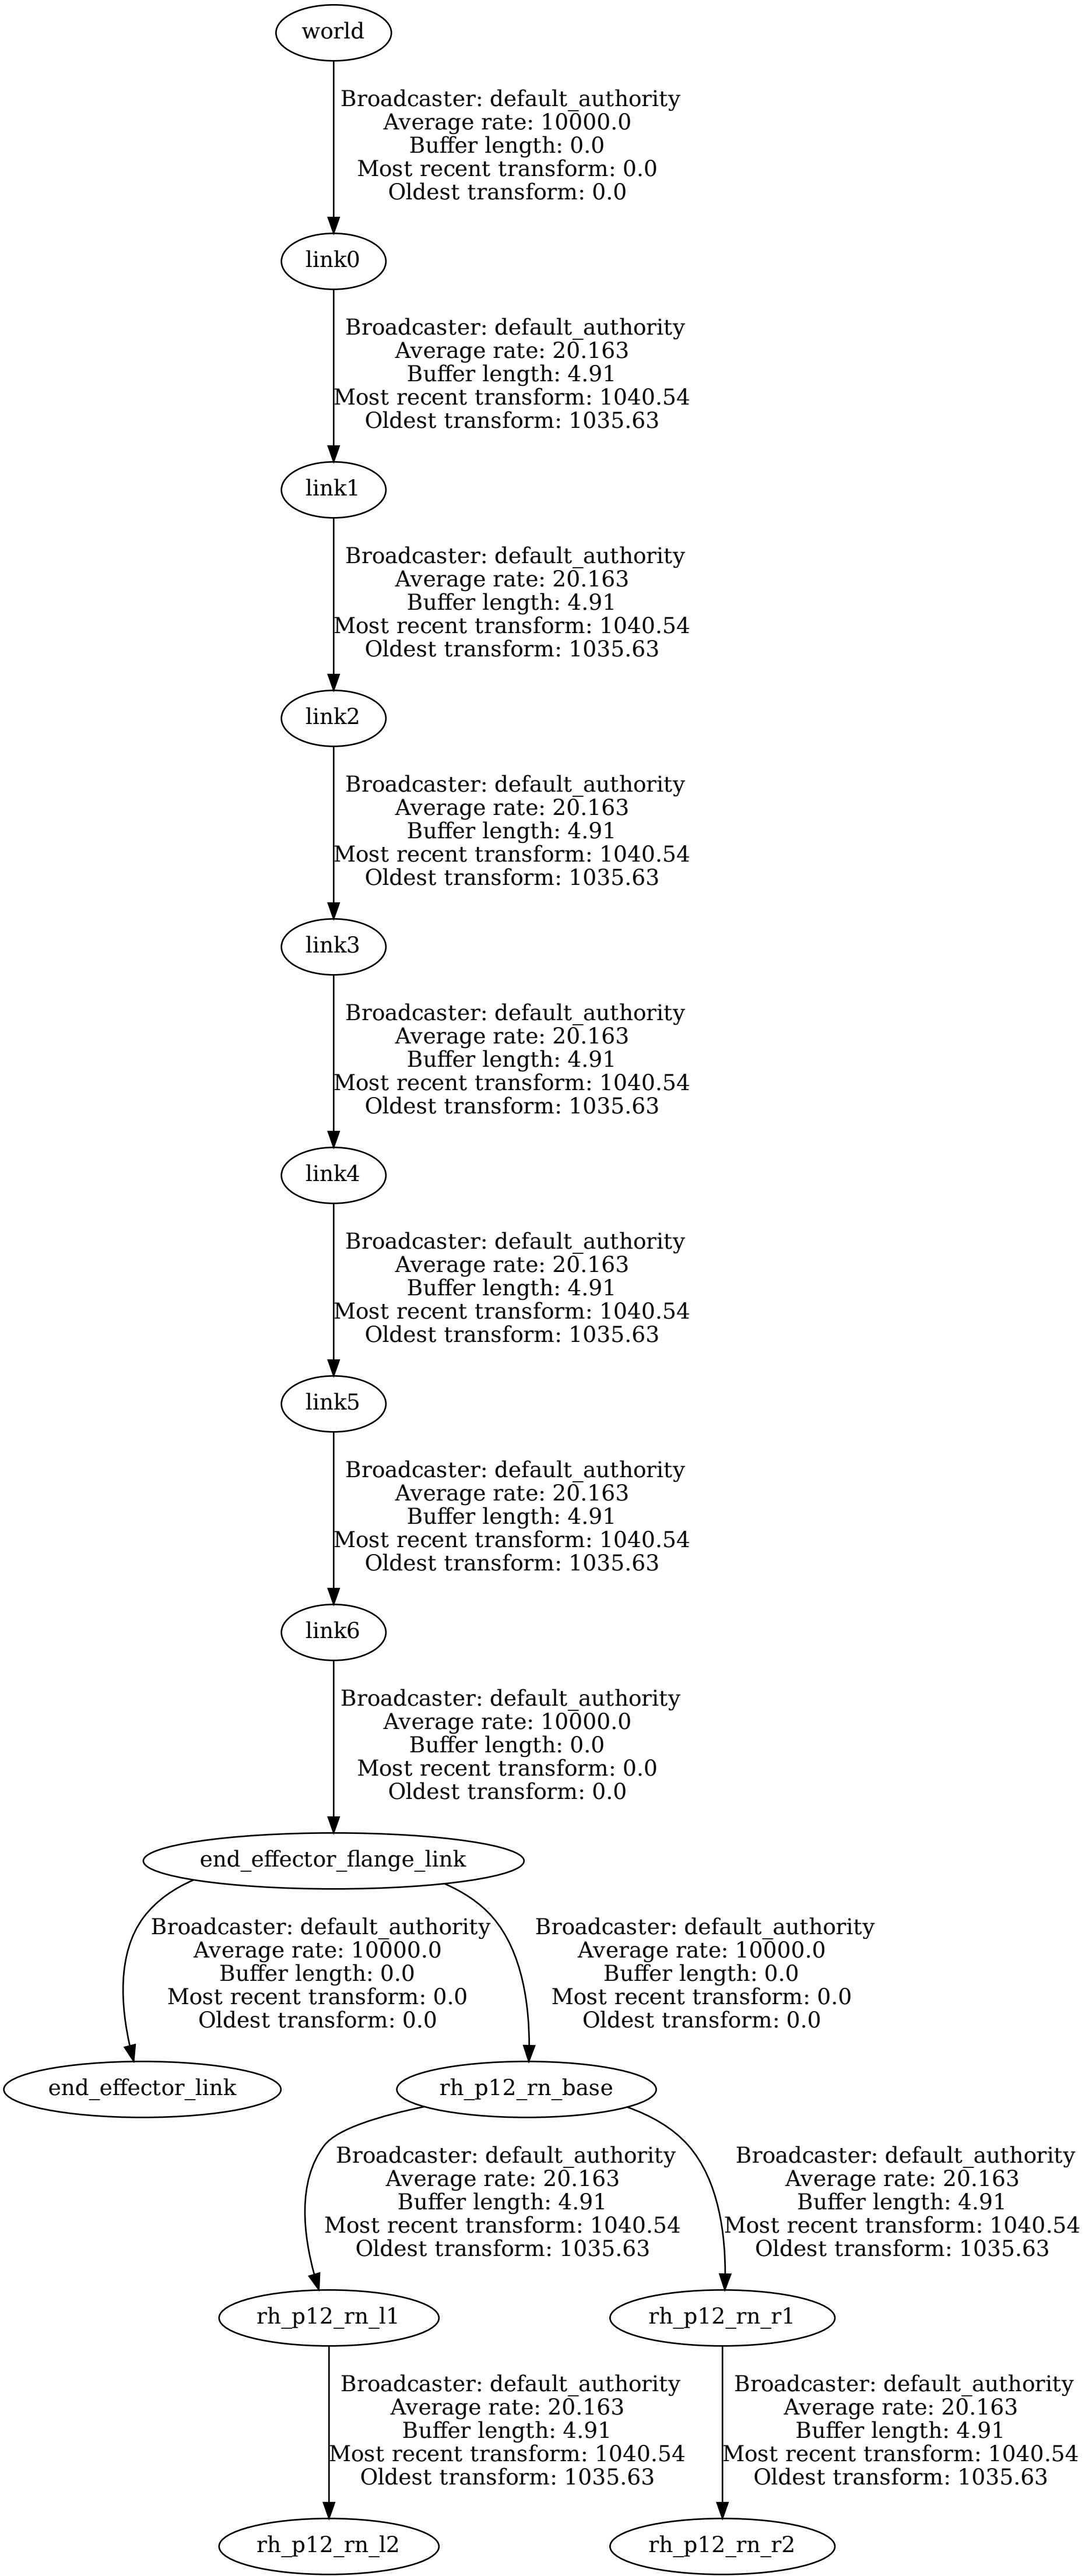 world
Broadcaster: default_authority
Average rate: 10000.0
Buffer length: 0.0
Most recent transform: 0.0
Oldest transform: 0.0
link0
Broadcaster: default_authority
Average rate: 20.163
Buffer length: 4.91
Most recent transform: 1040.54
Oldest transform: 1035.63
link1
Broadcaster: default_authority
Average rate: 20.163
Buffer length: 4.91
Most recent transform: 1040.54
Oldest transform: 1035.63
link2
Broadcaster: default_authority
Average rate: 20.163
Buffer length: 4.91
Most recent transform: 1040.54
Oldest transform: 1035.63
link3
Broadcaster: default_authority
Average rate: 20.163
Buffer length: 4.91
Most recent transform: 1040.54
Oldest transform: 1035.63
link4
Broadcaster: default_authority
Average rate: 20.163
Buffer length: 4.91
Most recent transform: 1040.54
Oldest transform: 1035.63
link5
Broadcaster: default_authority
Average rate: 20.163
Buffer length: 4.91
Most recent transform: 1040.54
Oldest transform: 1035.63
link6
Broadcaster: default_authority
Average rate: 10000.0
Buffer length: 0.0
Most recent transform: 0.0
Oldest transform: 0.0
end_effector_flange_link
Broadcaster: default_authority
Average rate: 10000.0
Buffer length: 0.0
Most recent transform: 0.0
Oldest transform: 0.0
Broadcaster: default_authority
Average rate: 10000.0
Buffer length: 0.0
Most recent transform: 0.0
Oldest transform: 0.0
end_effector_link
rh_p12_rn_base
Broadcaster: default_authority
Average rate: 20.163
Buffer length: 4.91
Most recent transform: 1040.54
Oldest transform: 1035.63
Broadcaster: default_authority
Average rate: 20.163
Buffer length: 4.91
Most recent transform: 1040.54
Oldest transform: 1035.63
rh_p12_rn_l1
rh_p12_rn_r1
Broadcaster: default_authority
Average rate: 20.163
Buffer length: 4.91
Most recent transform: 1040.54
Oldest transform: 1035.63
Broadcaster: default_authority
Average rate: 20.163
Buffer length: 4.91
Most recent transform: 1040.54
Oldest transform: 1035.63
rh_p12_rn_l2
rh_p12_rn_r2